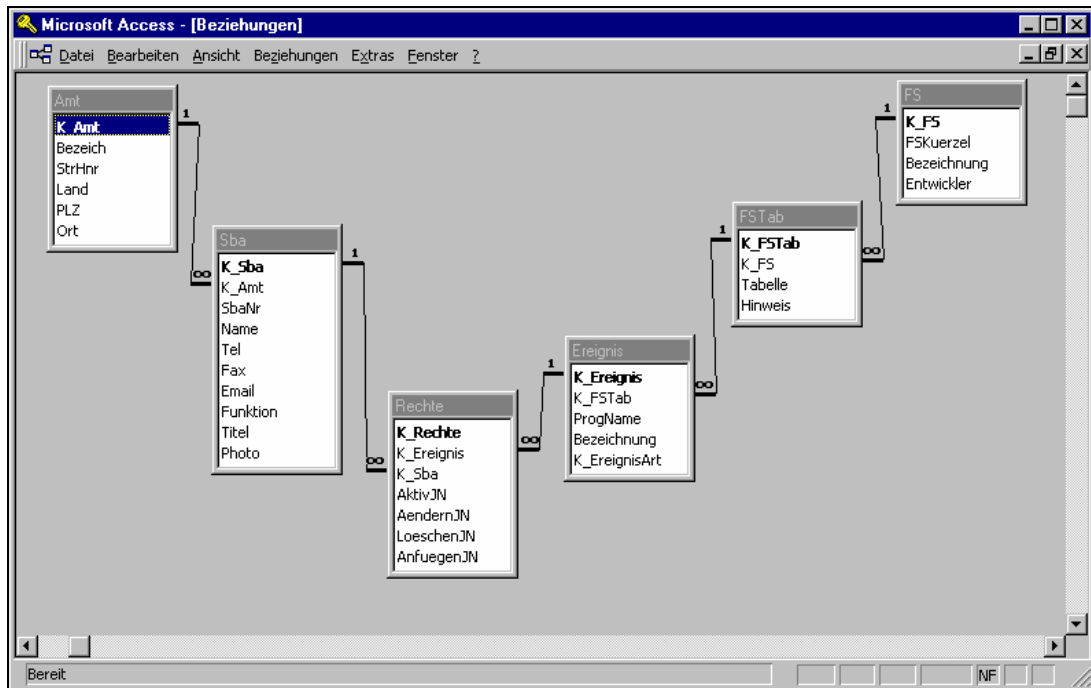 Microsoft Access - [Beziehungen]
Datei Bearbeiten Ansicht Beziehungen Extras Fenster ?
Amt
K_Amt
Bezeich
StrHnr
Land
PLZ
Ort
1
∞
Sba
K_Sba
K_Amt
SbaNr
Name
Tel
Fax
Email
Funktion
Titel
Photo
1
∞
Rechte
K_Rechte
K_Ereignis
K_Sba
AktivJN
AendernJN
LoeschenJN
AnfuegenJN
∞
1
Ereignis
K_Ereignis
K_FSTab
ProgName
Bezeichnung
K_EreignisArt
∞
1
FSTab
K_FSTab
K_FS
Tabelle
Hinweis
∞
1
FS
K_FS
FSKuerzel
Bezeichnung
Entwickler
Bereit
NF